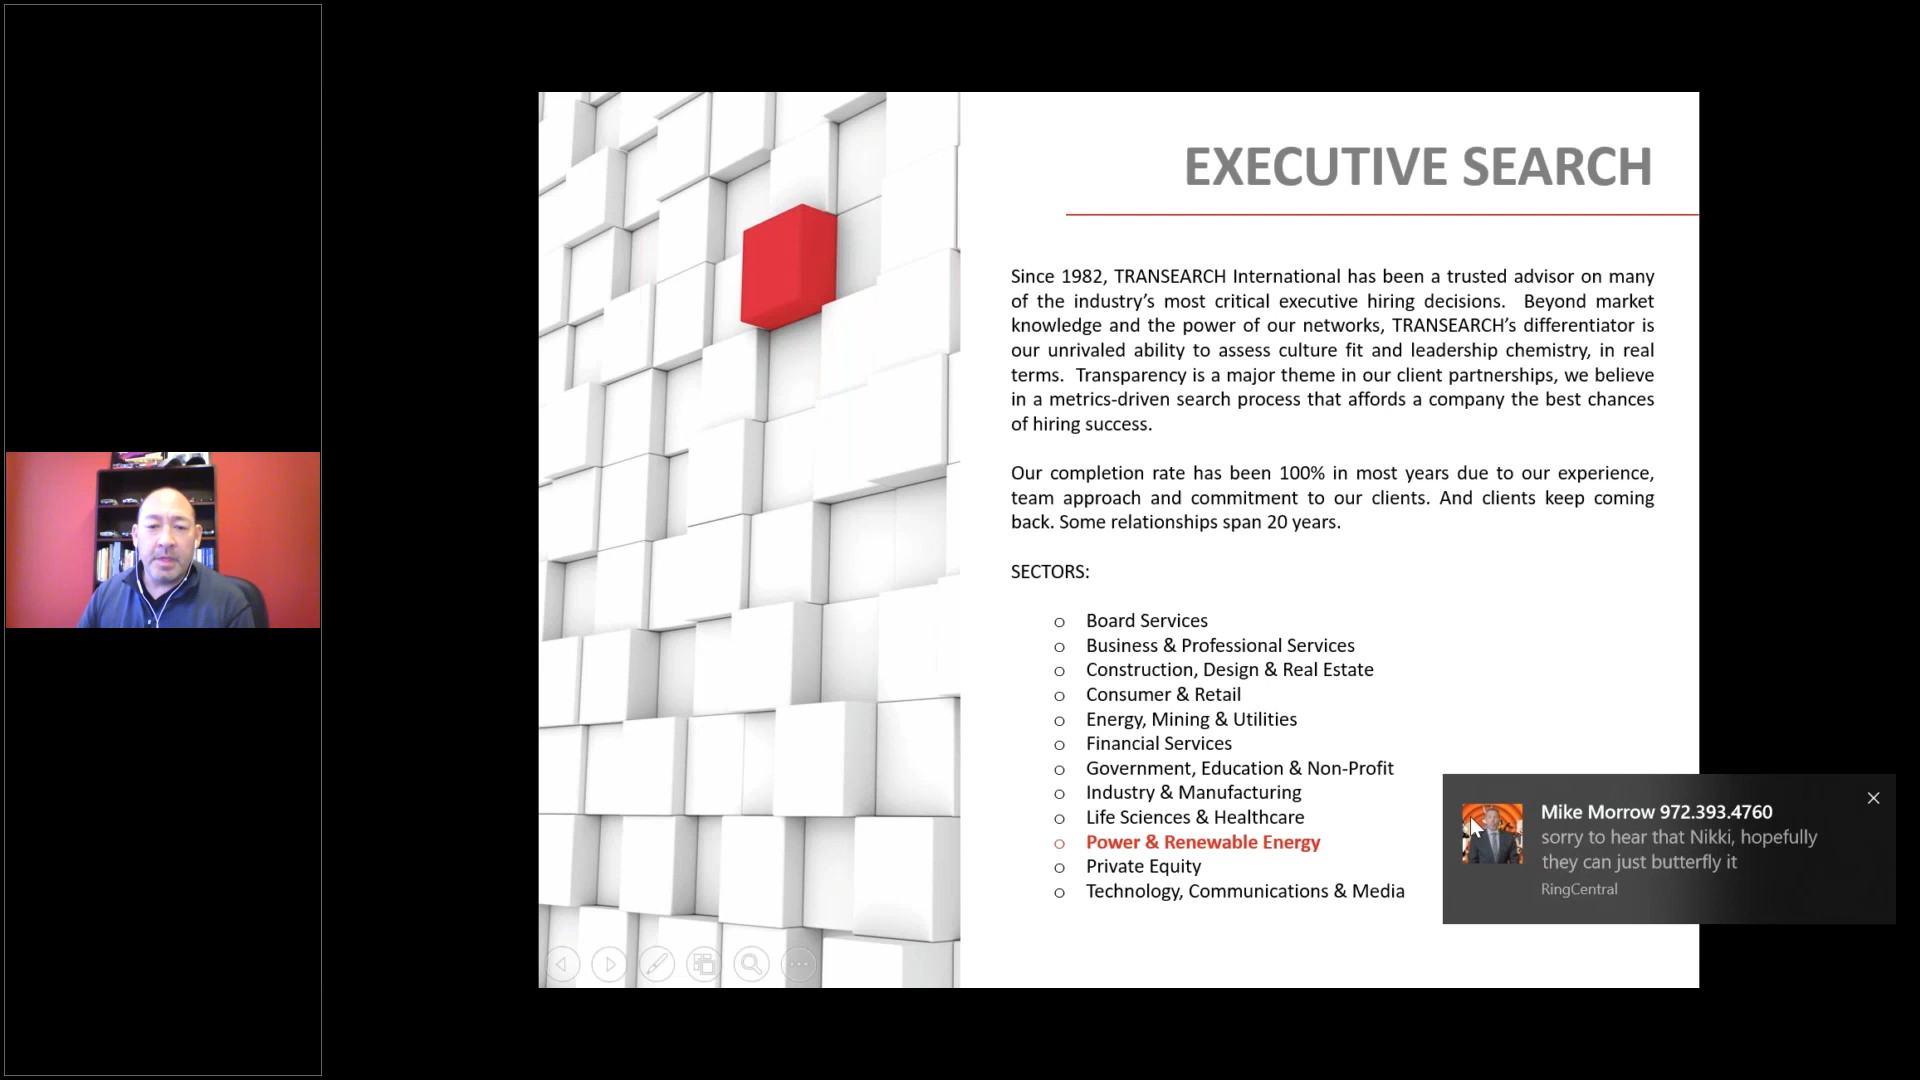 EXECUTIVE SEARCH
Since 1982, TRANSEARCH International has been a trusted advisor on many
of the industry’s most critical executive hiring decisions. Beyond market
knowledge and the power of our networks, TRANSEARCH’s differentiator is
our unrivaled ability to assess culture fit and leadership chemistry, in real
terms. Transparency is a major theme in our client partnerships, we believe
in a metrics-driven search process that affords a company the best chances
of hiring success.
Our completion rate has been 100% in most years due to our experience,
team approach and commitment to our clients. And clients keep coming
back. Some relationships span 20 years.
SECTORS:
o Board Services
o Business & Professional Services
o Construction, Design & Real Estate
o Consumer & Retail
o Energy, Mining & Utilities
o Financial Services
o Government, Education & Non-Profit
o Industry & Manufacturing
o Life Sciences & Healthcare
o Power & Renewable Energy
o Private Equity
o Technology, Communications & Media
Mike Morrow 972.393.4760
sorry to hear that Nikki, hopefully
they can just butterfly it
RingCentral